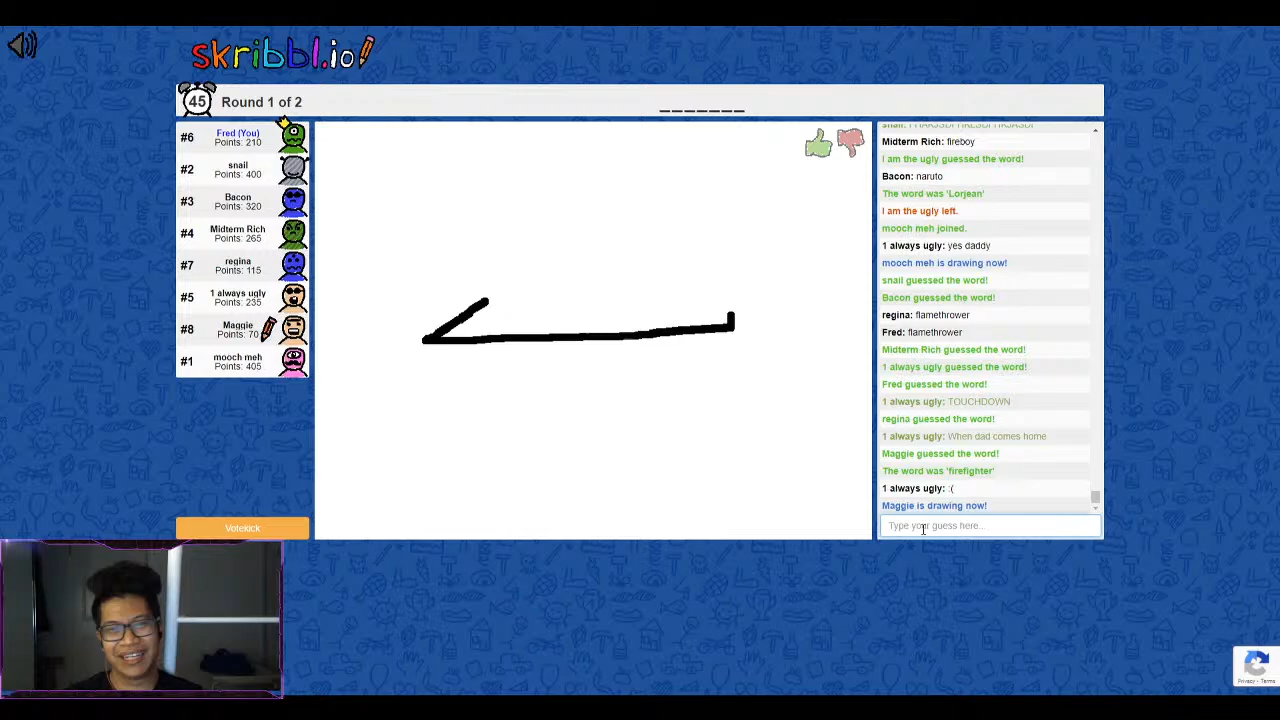 skribbl.io
45
Round 1 of 2
_______
#6 Fred (You)
Points: 210
#2 snail
Points: 400
#3 Bacon
Points: 320
#4 Midterm Rich
Points: 265
#7 regina
Points: 115
#5 1 always ugly
Points: 235
#8 Maggie
Points: 70
#1 mooch meh
Points: 405
Votekick
Midterm Rich: fireboy
I am the ugly guessed the word!
Bacon: naruto
The word was 'Lorjean'
I am the ugly left.
mooch meh joined.
1 always ugly: yes daddy
mooch meh is drawing now!
snail guessed the word!
Bacon guessed the word!
regina: flamethrower
Fred: flamethrower
Midterm Rich guessed the word!
1 always ugly guessed the word!
Fred guessed the word!
1 always ugly: TOUCHDOWN
regina guessed the word!
1 always ugly: When dad comes home
Maggie guessed the word!
The word was 'firefighter'
1 always ugly: :(
Maggie is drawing now!
Type your guess here...
Privacy - Terms